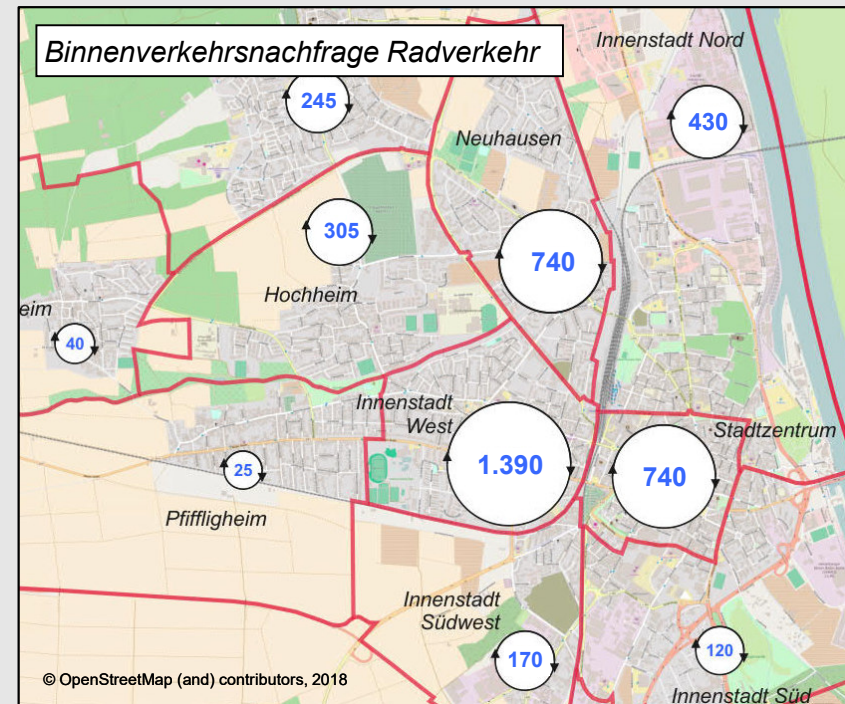 Binnenverkehrsnachfrage Radverkehr
Innenstadt Nord
245
430
Neuhausen
305
740
Hochheim
eim
40
Innenstadt
West
Stadtzentrum
1.390
740
25
Pfiffligheim
Innenstadt
Südwest
170
120
© OpenStreetMap (and) contributors, 2018
Innenstadt Süd